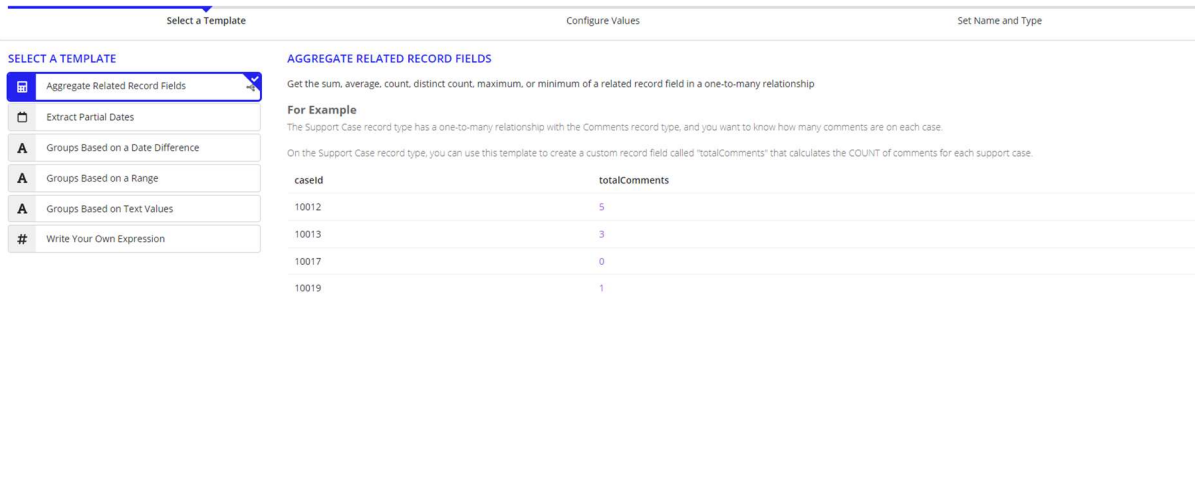 Select a Template
Configure Values
Set Name and Type
SELECT A TEMPLATE
Aggregate Related Record Fields
Extract Partial Dates
A Groups Based on a Date Difference
A Groups Based on a Range
A Groups Based on Text Values
# Write Your Own Expression
AGGREGATE RELATED RECORD FIELDS
Get the sum, average, count, distinct count, maximum, or minimum of a related record field in a one-to-many relationship
For Example
The Support Case record type has a one-to-many relationship with the Comments record type, and you want to know how many comments are on each case.
On the Support Case record type, you can use this template to create a custom record field called "totalComments" that calculates the COUNT of comments for each support case.
caseId totalComments
10012 5
10013 3
10017 0
10019 1